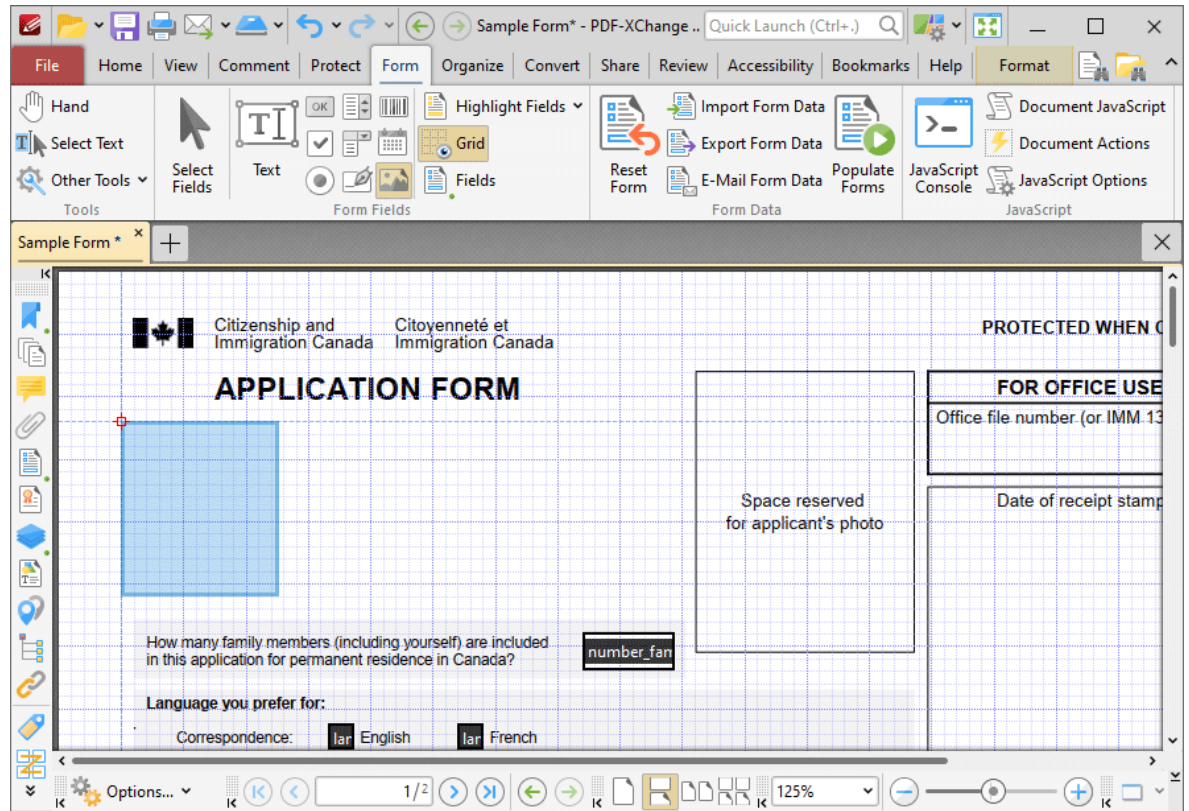 Sample Form* - PDF-XChange .. Quick Launch (Ctrl+.)
File Home View Comment Protect Form Organize Convert Share Review Accessibility Bookmarks Help Format
Hand
Select Text
Other Tools
Tools
Select Fields
Text
OK
Highlight Fields
Grid
Fields
Form Fields
Reset Form
Import Form Data
Export Form Data
E-Mail Form Data
Populate Forms
Form Data
JavaScript Console
Document JavaScript
Document Actions
JavaScript Options
JavaScript
Sample Form *
Citizenship and Immigration Canada
Citoyenneté et Immigration Canada
PROTECTED WHEN
APPLICATION FORM
FOR OFFICE USE
Office file number (or IMM 13
Space reserved
for applicant's photo
Date of receipt stamp
How many family members (including yourself) are included
in this application for permanent residence in Canada?
number_fan
Language you prefer for:
Correspondence: lar English lar French
Options... 1/2 125%